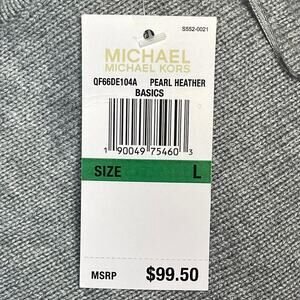 S552-0021
MICHAEL
MICHAEL KORS
QF66DE104A PEARL HEATHER
BASICS
1 90049 75460 3
SIZE L
MSRP $99.50